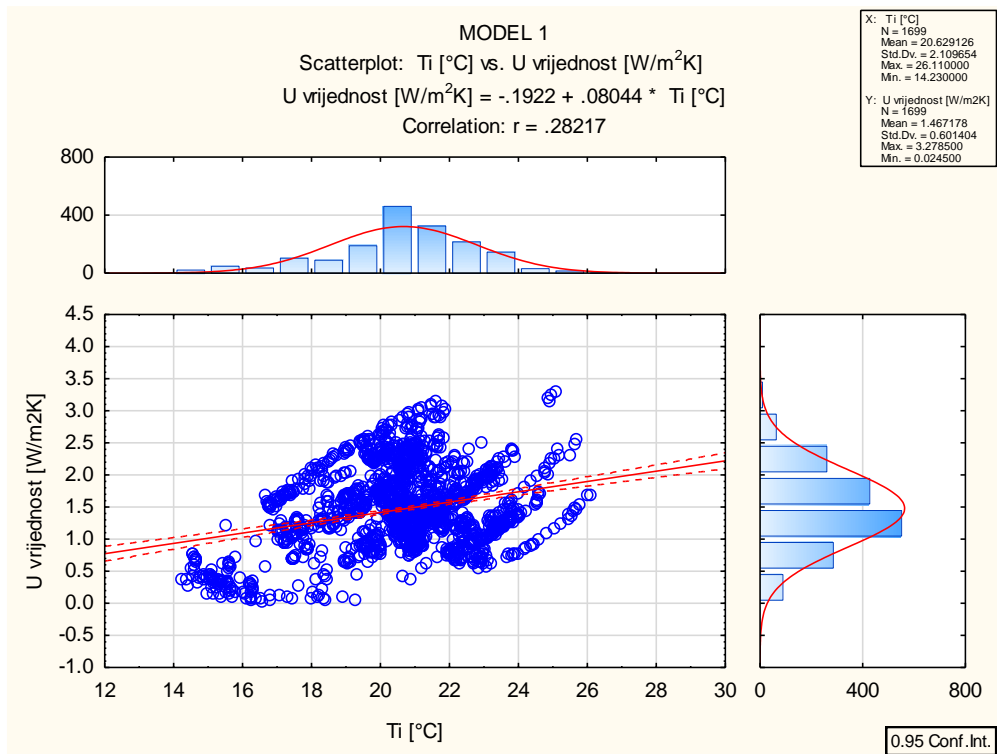 MODEL 1
Scatterplot: Ti [°C] vs. U vrijednost [W/m²K]
U vrijednost [W/m²K] = -.1922 + .08044 * Ti [°C]
Correlation: r = .28217
X: Ti [°C]
N = 1699
Mean = 20.629126
Std.Dv. = 2.109654
Max. = 26.110000
Min. = 14.230000
Y: U vrijednost [W/m2K]
N = 1699
Mean = 1.467178
Std.Dv. = 0.601404
Max. = 3.278500
Min. = 0.024500
800
400
0
U vrijednost [W/m2K]
4.5
4.0
3.5
3.0
2.5
2.0
1.5
1.0
0.5
0.0
-0.5
-1.0
12 14 16 18 20 22 24 26 28 30
Ti [°C]
0 400 800
0.95 Conf.Int.